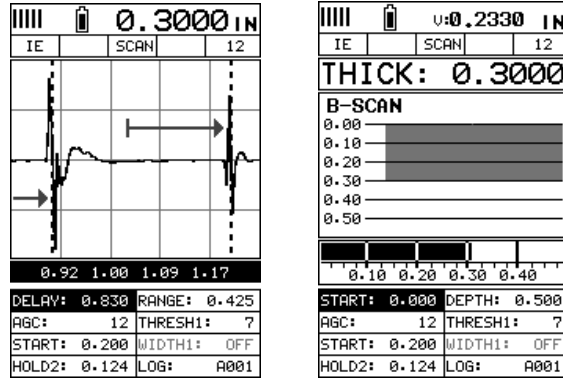 0.3000 IN
IE SCAN 12
0.92 1.00 1.09 1.17
DELAY: 0.830 RANGE: 0.425
AGC: 12 THRESH1: 7
START: 0.200 WIDTH1: OFF
HOLD2: 0.124 LOG: A001
V:0.2330 IN
IE SCAN 12
THICK: 0.3000
B-SCAN
0.00
0.10
0.20
0.30
0.40
0.50
0.10 0.20 0.30 0.40
START: 0.000 DEPTH: 0.500
AGC: 12 THRESH1: 7
START: 0.200 WIDTH1: OFF
HOLD2: 0.124 LOG: A001